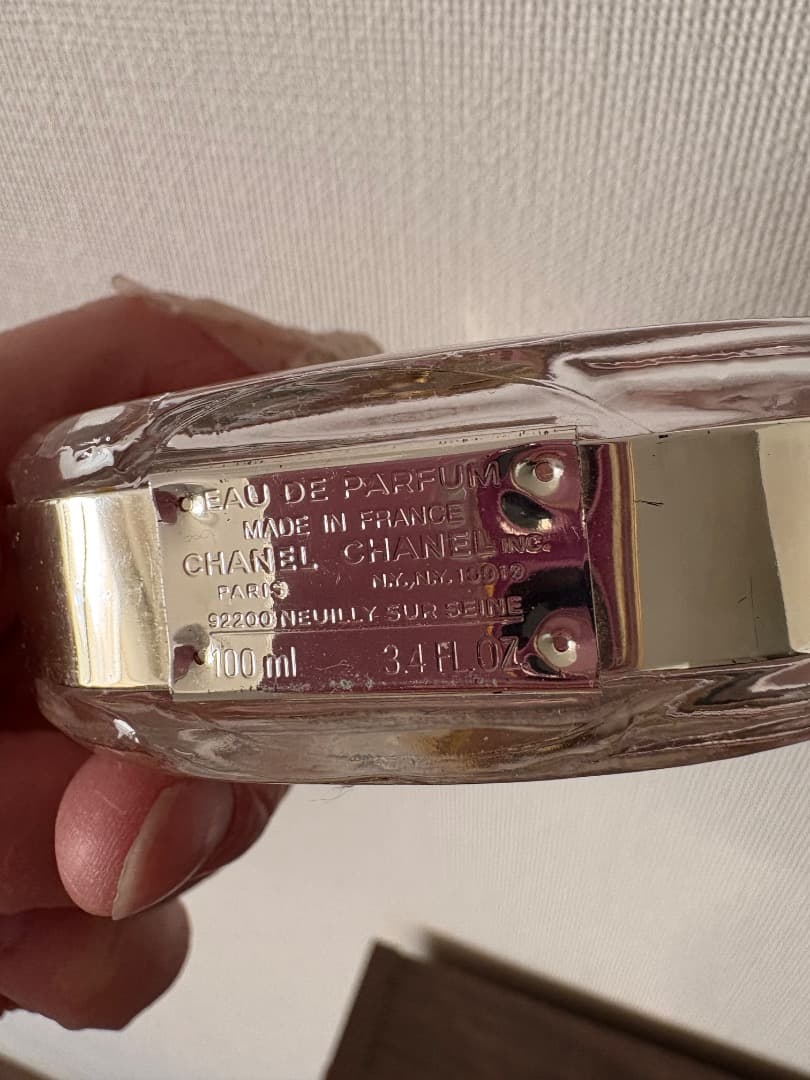 EAU DE PARFUM
MADE IN FRANCE
CHANEL CHANEL INC.
PARIS N.Y., N.Y. 10019
92200 NEUILLY SUR SEINE
100 ml 3.4 FL.OZ